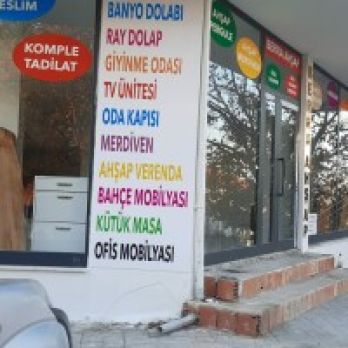 ESLİM
KOMPLE
TADİLAT
BANYO DOLABI
RAY DOLAP
GİYİNME ODASI
TV ÜNİTESİ
ODA KAPISI
MERDİVEN
AHŞAP VERENDA
BAHÇE MOBİLYASI
KÜTÜK MASA
OFİS MOBİLYASI
AHŞAP
PERGULE